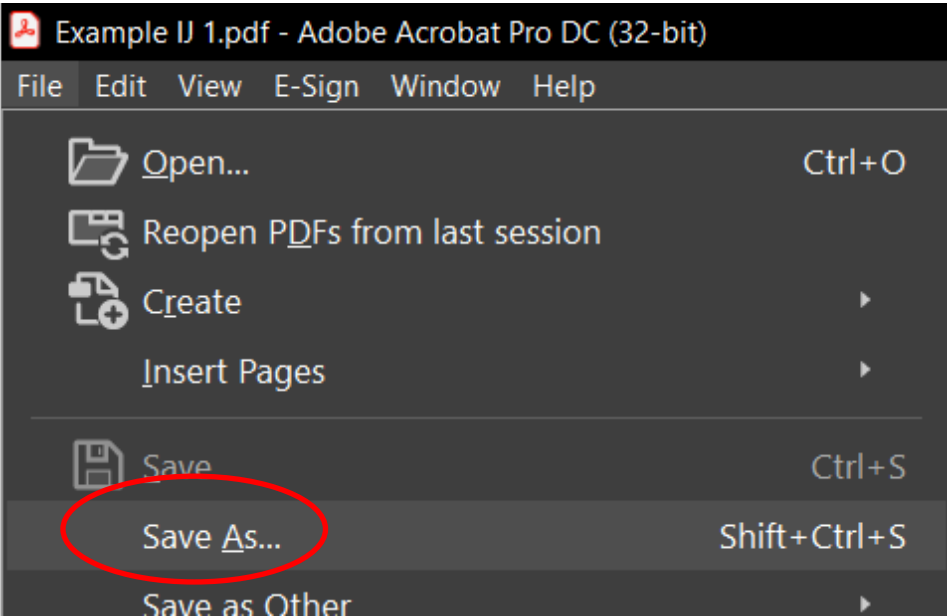 Example IJ 1.pdf - Adobe Acrobat Pro DC (32-bit)
File Edit View E-Sign Window Help
Open... Ctrl+O
Reopen PDFs from last session
Create
Insert Pages
Save Ctrl+S
Save As... Shift+Ctrl+S
Save as Other